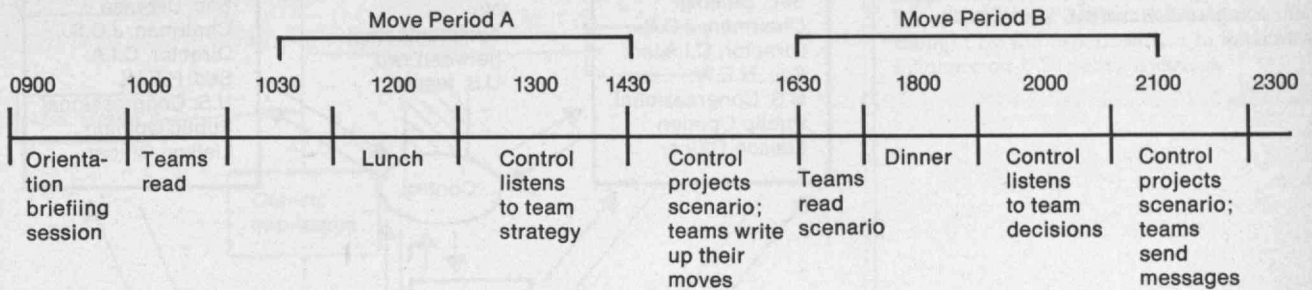 Move Period A
Move Period B
0900 1000 1030 1200 1300 1430 1630 1800 2000 2100 2300
Orienta-
tion
briefiing
session
Teams
read
Lunch
Control
listens
to team
strategy
Control
projects
scenario;
teams write
up their
moves
Teams
read
scenario
Dinner
Control
listens
to team
decisions
Control
projects
scenario;
teams
send
messages